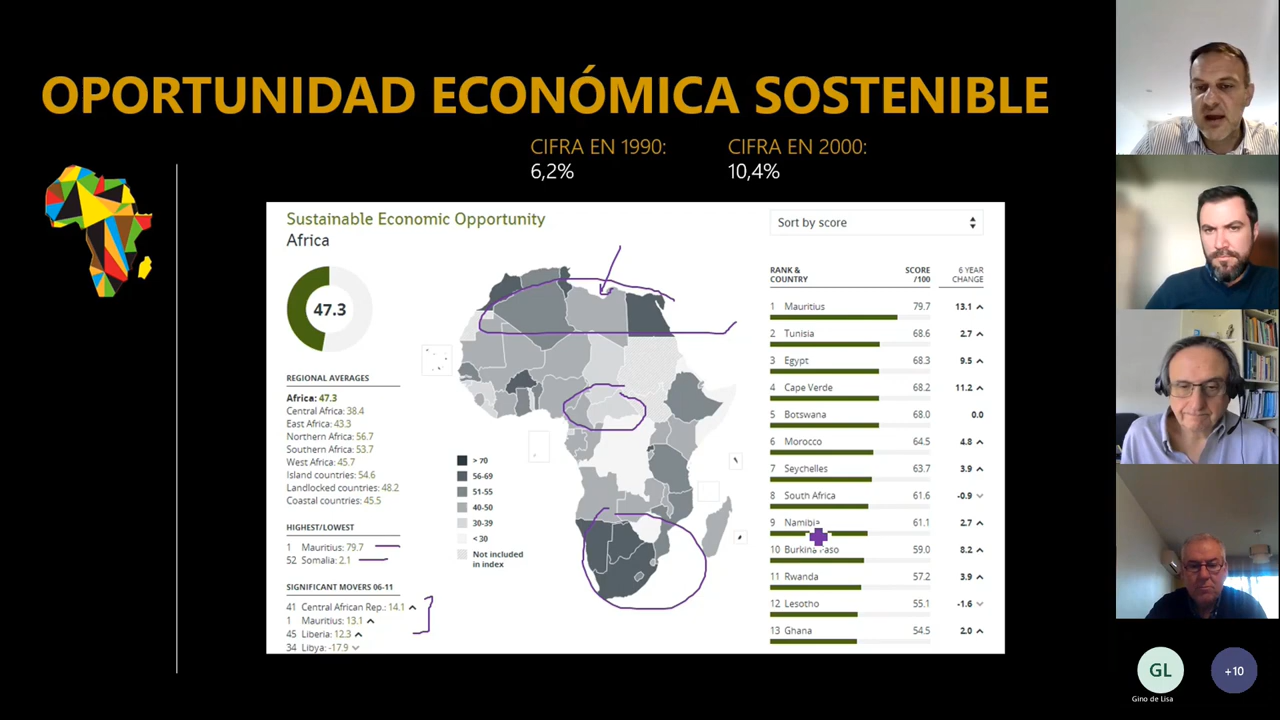 OPORTUNIDAD ECONÓMICA SOSTENIBLE
CIFRA EN 1990:
6,2%
CIFRA EN 2000:
10,4%
Sustainable Economic Opportunity
Africa
47.3
REGIONAL AVERAGES
Africa: 47.3
Central Africa: 38.4
East Africa: 43.3
Northern Africa: 56.7
Southern Africa: 53.7
West Africa: 45.7
Island countries: 54.6
Landlocked countries: 48.2
Coastal countries: 45.5
HIGHEST/LOWEST
1 Mauritius: 79.7
52 Somalia: 2.1
SIGNIFICANT MOVERS 06-11
41 Central African Rep.: 14.1
1 Mauritius: 13.1
45 Liberia: 12.3
34 Libya: -17.9
> 70
56-69
51-55
40-50
30-39
< 30
Not included
in index
Sort by score
RANK &
COUNTRY
SCORE
/100
6 YEAR
CHANGE
1 Mauritius 79.7 13.1
2 Tunisia 68.6 2.7
3 Egypt 68.3 9.5
4 Cape Verde 68.2 11.2
5 Botswana 68.0 0.0
6 Morocco 64.5 4.8
7 Seychelles 63.7 3.9
8 South Africa 61.6 -0.9
9 Namibia 61.1 2.7
10 Burkina Faso 59.0 8.2
11 Rwanda 57.2 3.9
12 Lesotho 55.1 -1.6
13 Ghana 54.5 2.0
GL
Gino de Lisa
+10